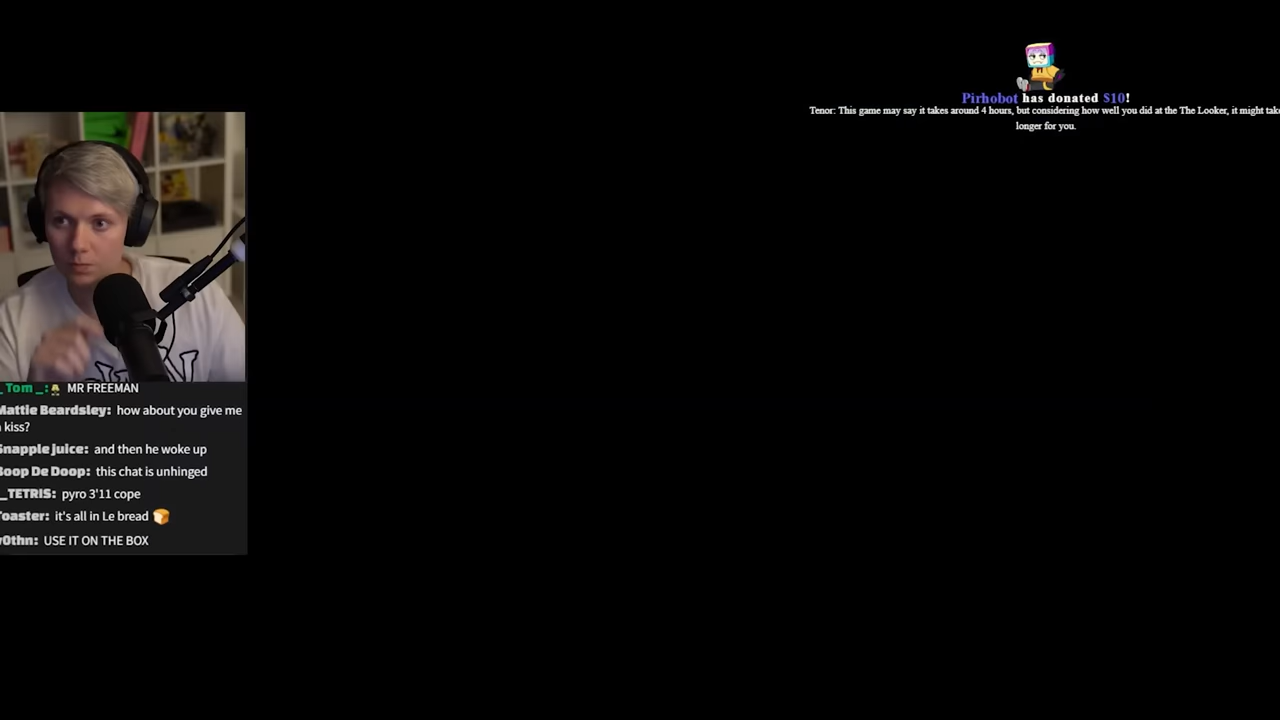 Pirhobot has donated $10!
Tenor: This game may say it takes around 4 hours, but considering how well you did at the The Looker, it might take
longer for you.
_Tom_: MR FREEMAN
Mattie Beardsley: how about you give me
kiss?
Snapple juice: and then he woke up
Boop De Doop: this chat is unhinged
_TETRIS: pyro 3'11 cope
Toaster: it's all in Le bread 🍞
v0thn: USE IT ON THE BOX